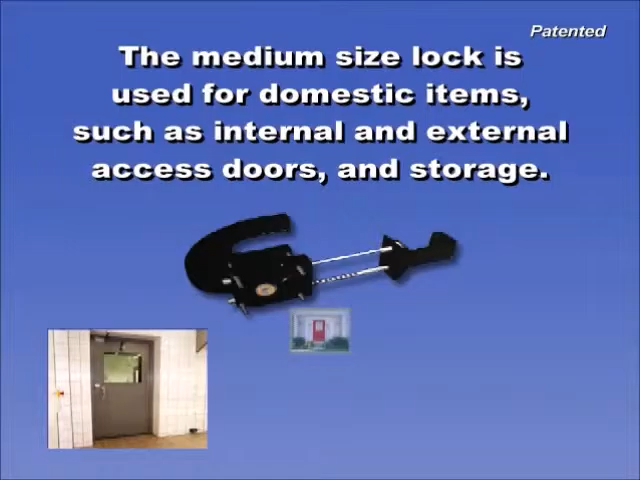 Patented
The medium size lock is
used for domestic items,
such as internal and external
access doors, and storage.